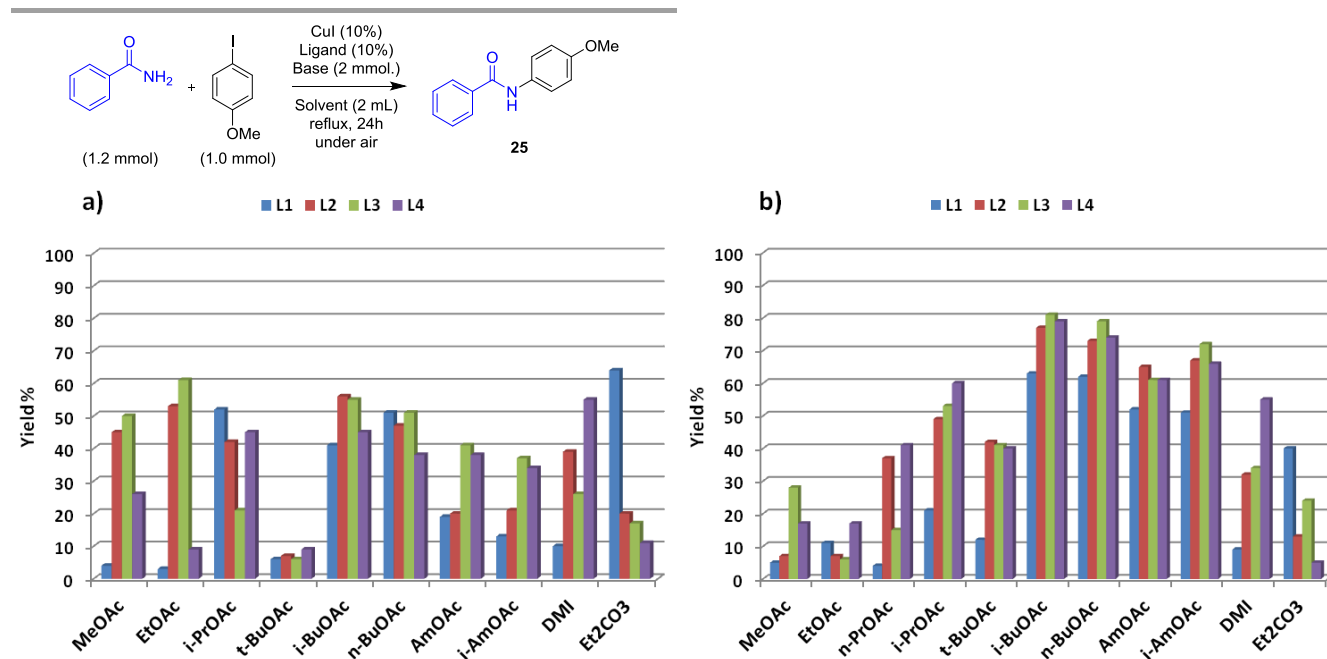 O
NH2
+
I
OMe
(1.2 mmol)
(1.0 mmol)
CuI (10%)
Ligand (10%)
Base (2 mmol.)
Solvent (2 mL)
reflux, 24h
under air
O
N
H
OMe
25
a)
L1 L2 L3 L4
Yield%
100
90
80
70
60
50
40
30
20
10
0
MeOAc
EtOAc
i-PrOAc
t-BuOAc
i-BuOAc
n-BuOAc
AmOAc
i-AmOAc
DMI
Et2CO3
b)
L1 L2 L3 L4
Yield%
100
90
80
70
60
50
40
30
20
10
0
MeOAc
EtOAc
n-PrOAc
i-PrOAc
t-BuOAc
i-BuOAc
n-BuOAc
AmOAc
i-AmOAc
DMI
Et2CO3